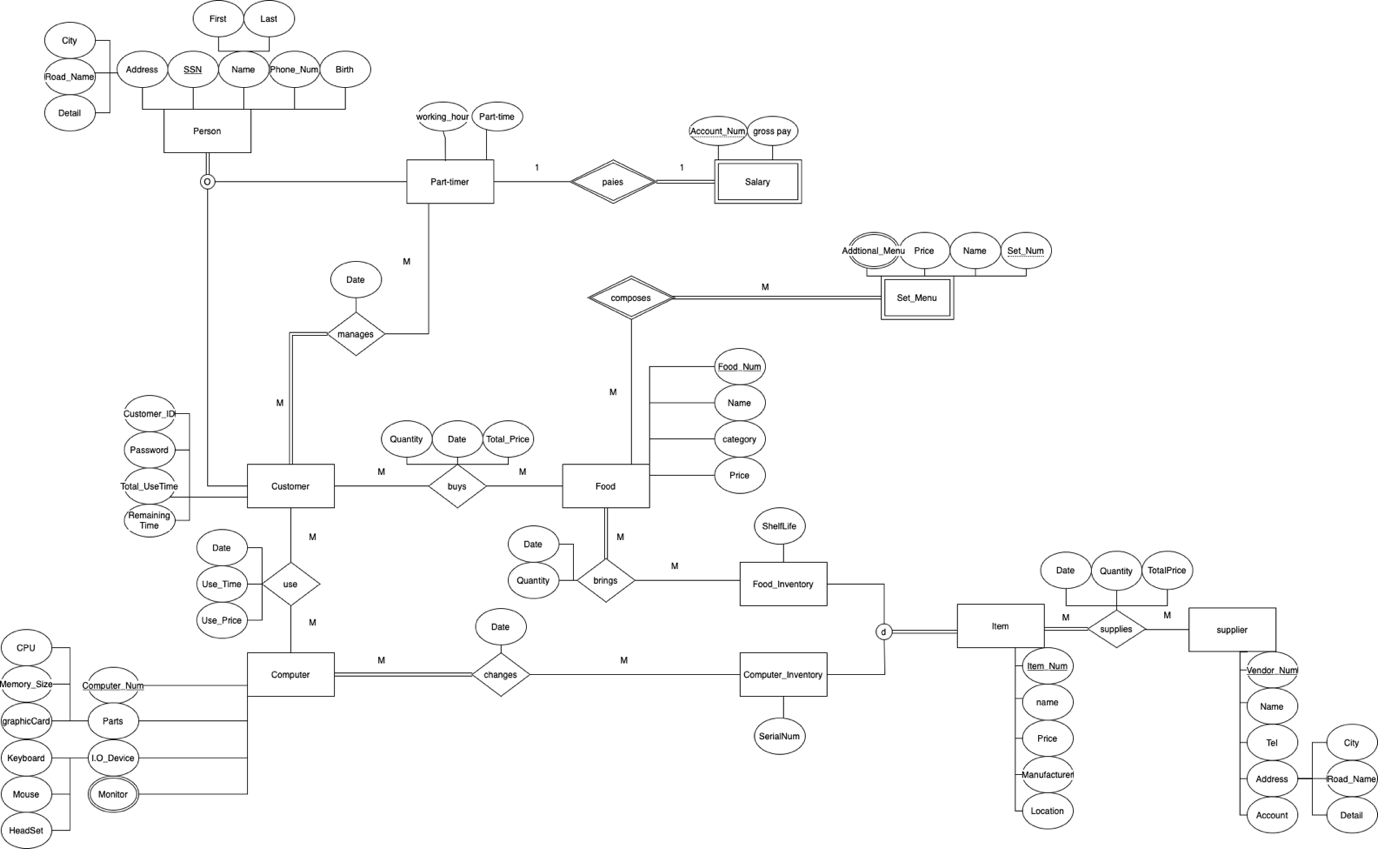 First
Last
City
Road_Name
Detail
Address
SSN
Name
Phone_Num
Birth
Person
O
working_hour
Part-time
Part-timer
1
paies
1
Account_Num
gross pay
Salary
M
Date
manages
M
composes
M
Addtional_Menu
Price
Name
Set_Num
Set_Menu
M
Food_Num
Name
category
Price
Customer_ID
Password
Total_UseTime
Remaining
Time
Customer
M
Quantity
Date
Total_Price
buys
M
Food
M
Date
Use_Time
Use_Price
use
M
M
Date
Quantity
brings
M
ShelfLife
Food_Inventory
d
Item
M
Date
Quantity
TotalPrice
supplies
M
supplier
Computer
M
Date
changes
M
Computer_Inventory
SerialNum
CPU
Memory_Size
graphicCard
Computer_Num
Parts
Keyboard
Mouse
HeadSet
I.O_Device
Monitor
Item_Num
name
Price
Manufacturer
Location
Vendor_Num
Name
Tel
Address
Account
City
Road_Name
Detail